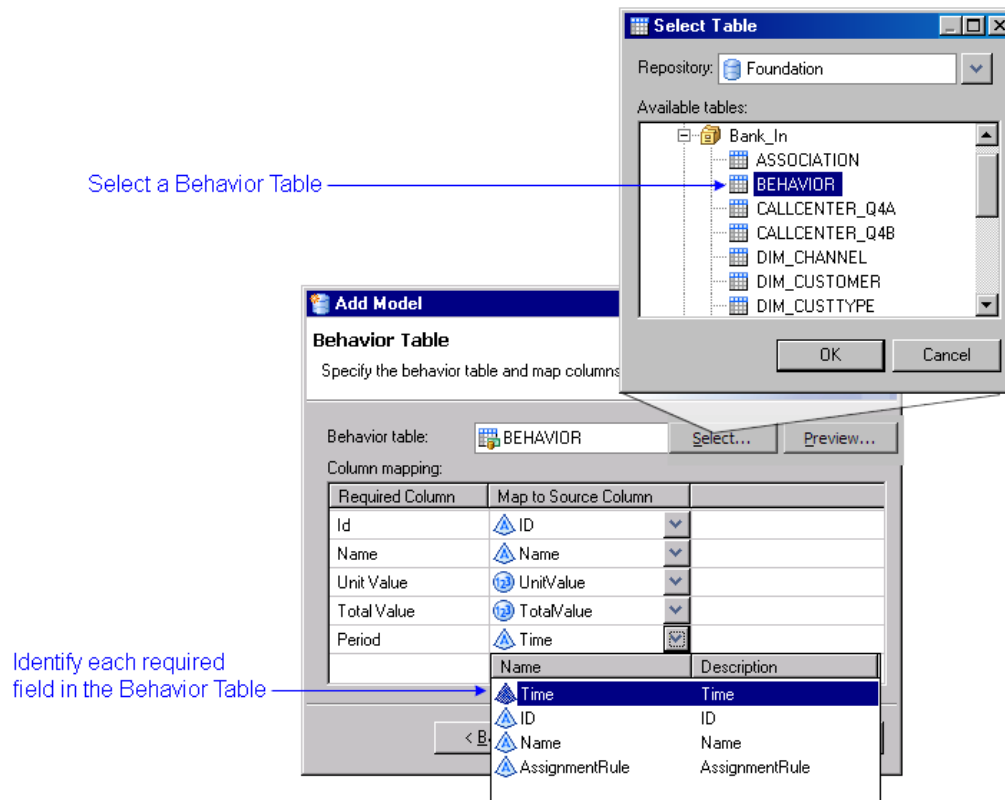 Select Table
Repository: Foundation
Available tables:
Bank_In
ASSOCIATION
Select a Behavior Table
BEHAVIOR
CALLCENTER_Q4A
CALLCENTER_Q4B
DIM_CHANNEL
DIM_CUSTOMER
DIM_CUSTTYPE
OK Cancel
Add Model
Behavior Table
Specify the behavior table and map columns
Behavior table: BEHAVIOR Select... Preview...
Column mapping:
Required Column Map to Source Column
Id ID
Name Name
Unit Value UnitValue
Total Value TotalValue
Period Time
Identify each required
field in the Behavior Table
Name Description
Time Time
ID ID
Name Name
AssignmentRule AssignmentRule